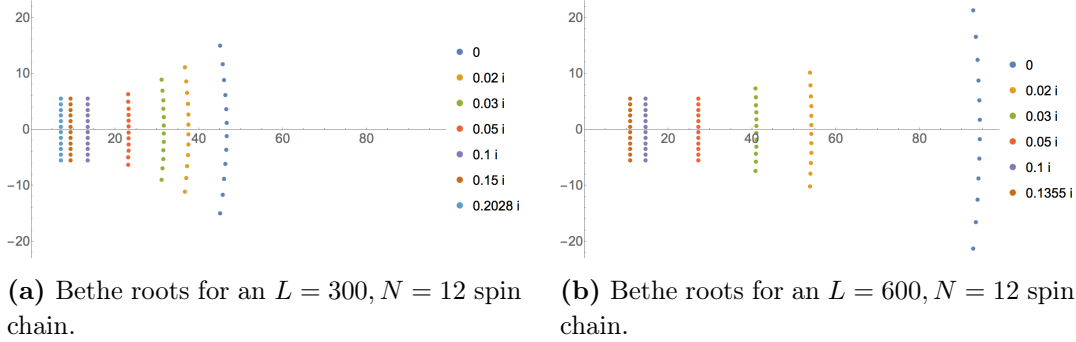 20
10
0
-10
-20
20
40
60
80
0
0.02 i
0.03 i
0.05 i
0.1 i
0.15 i
0.2028 i
20
10
0
-10
-20
20
40
60
80
0
0.02 i
0.03 i
0.05 i
0.1 i
0.1355 i
(a) Bethe roots for an L = 300, N = 12 spin
chain.
(b) Bethe roots for an L = 600, N = 12 spin
chain.